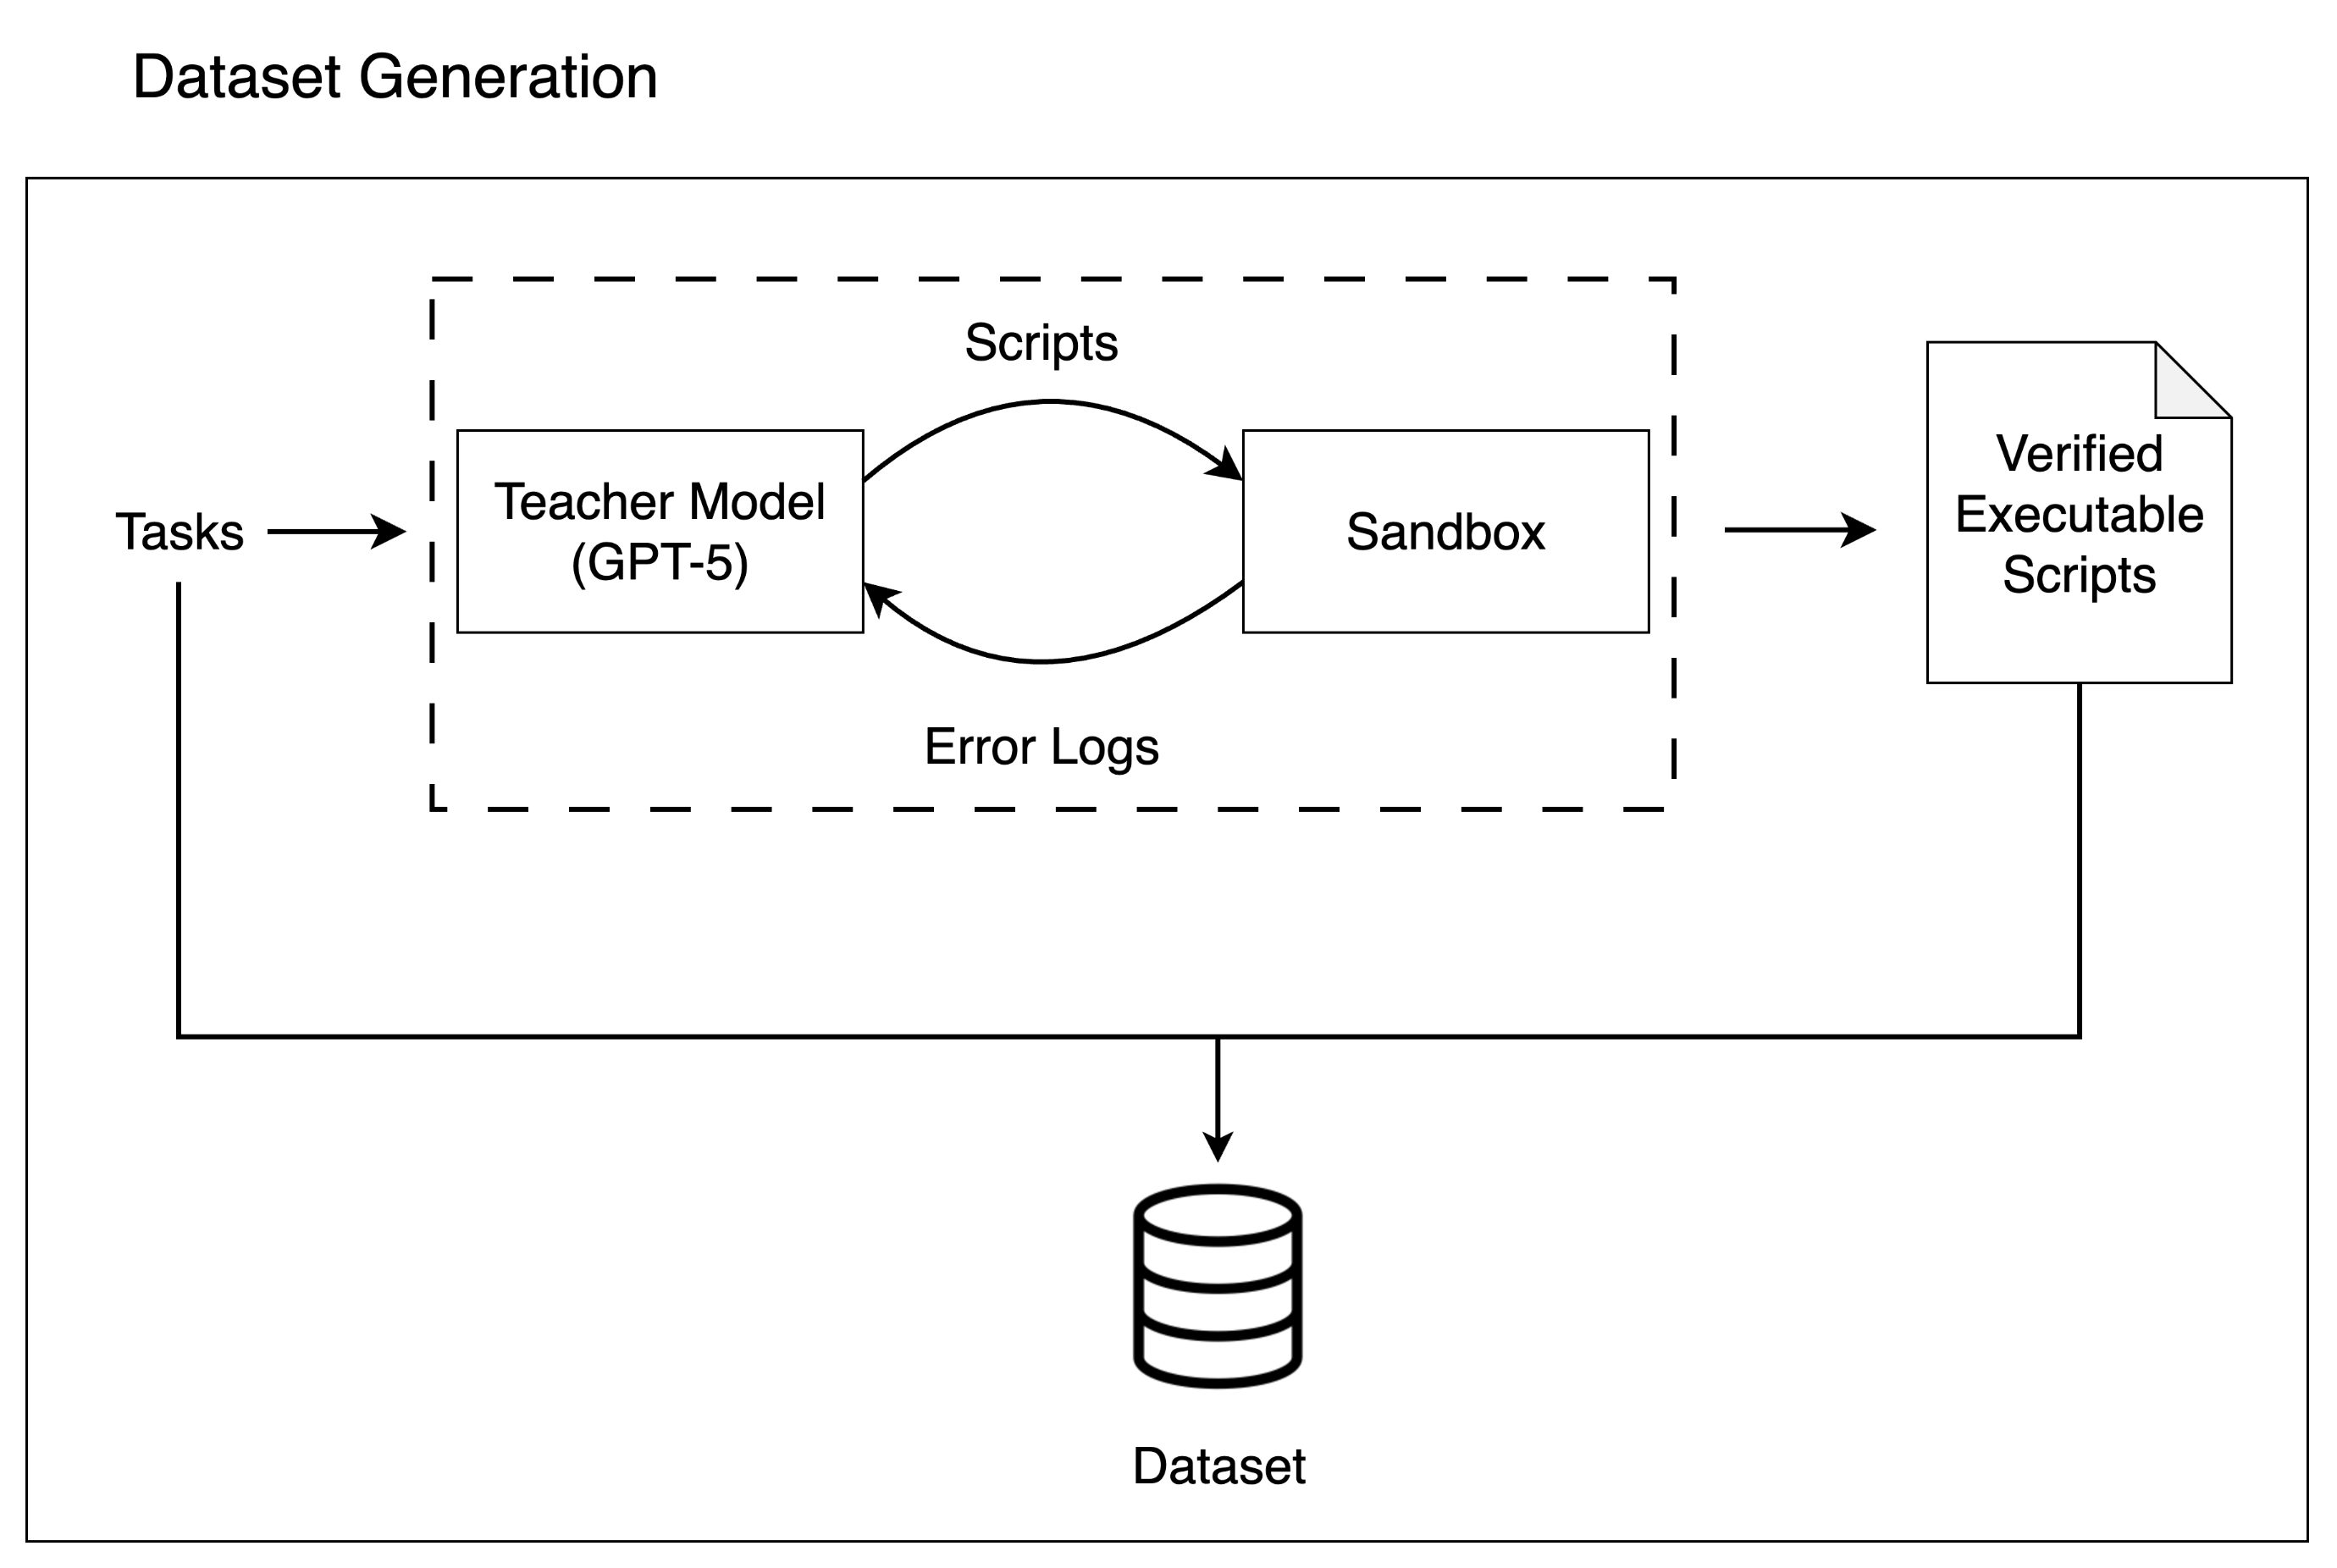 Dataset Generation
Scripts
Teacher Model
(GPT-5)
Tasks
Sandbox
Verified
Executable
Scripts
Error Logs
Dataset